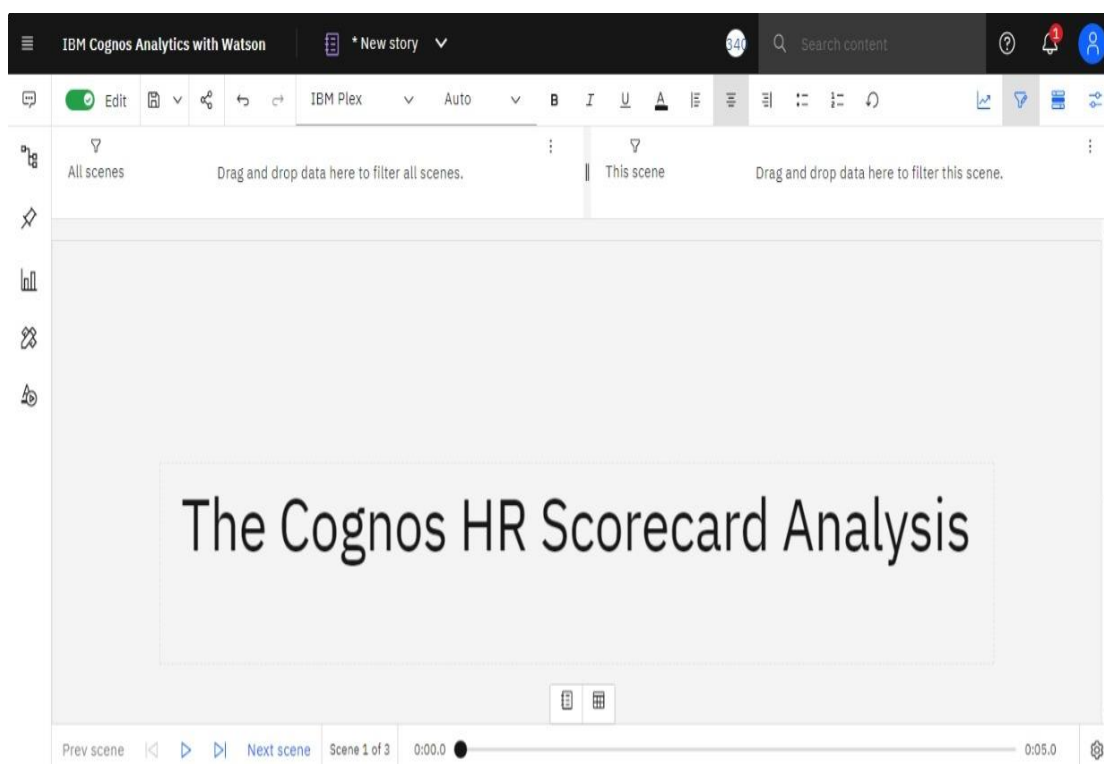 IBM Cognos Analytics with Watson * New story 340 Search content 1
Edit IBM Plex Auto B I U A
All scenes Drag and drop data here to filter all scenes. This scene Drag and drop data here to filter this scene.
The Cognos HR Scorecard Analysis
Prev scene Next scene Scene 1 of 3 0:00.0 0:05.0